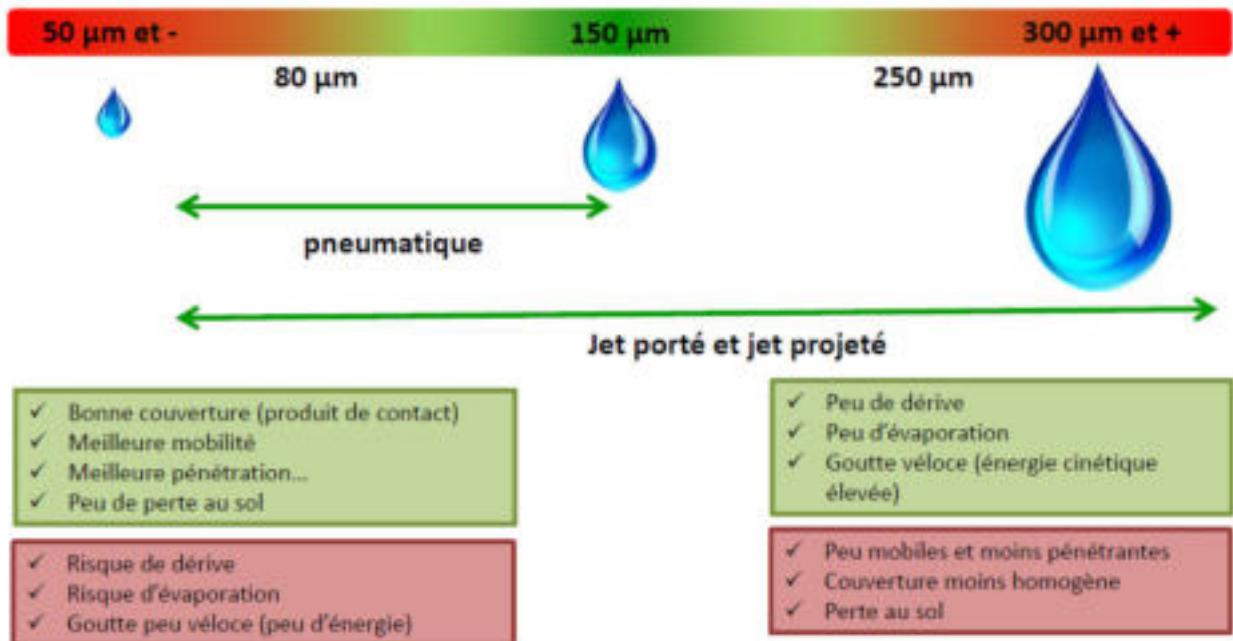 50 µm et -
150 µm
300 µm et +
80 µm
250 µm
pneumatique
Jet porté et jet projeté
✓ Bonne couverture (produit de contact)
✓ Meilleure mobilité
✓ Meilleure pénétration...
✓ Peu de perte au sol
✓ Risque de dérive
✓ Risque d'évaporation
✓ Goutte peu véloce (peu d'énergie)
✓ Peu de dérive
✓ Peu d'évaporation
✓ Goutte véloce (énergie cinétique
élevée)
✓ Peu mobiles et moins pénétrantes
✓ Couverture moins homogène
✓ Perte au sol